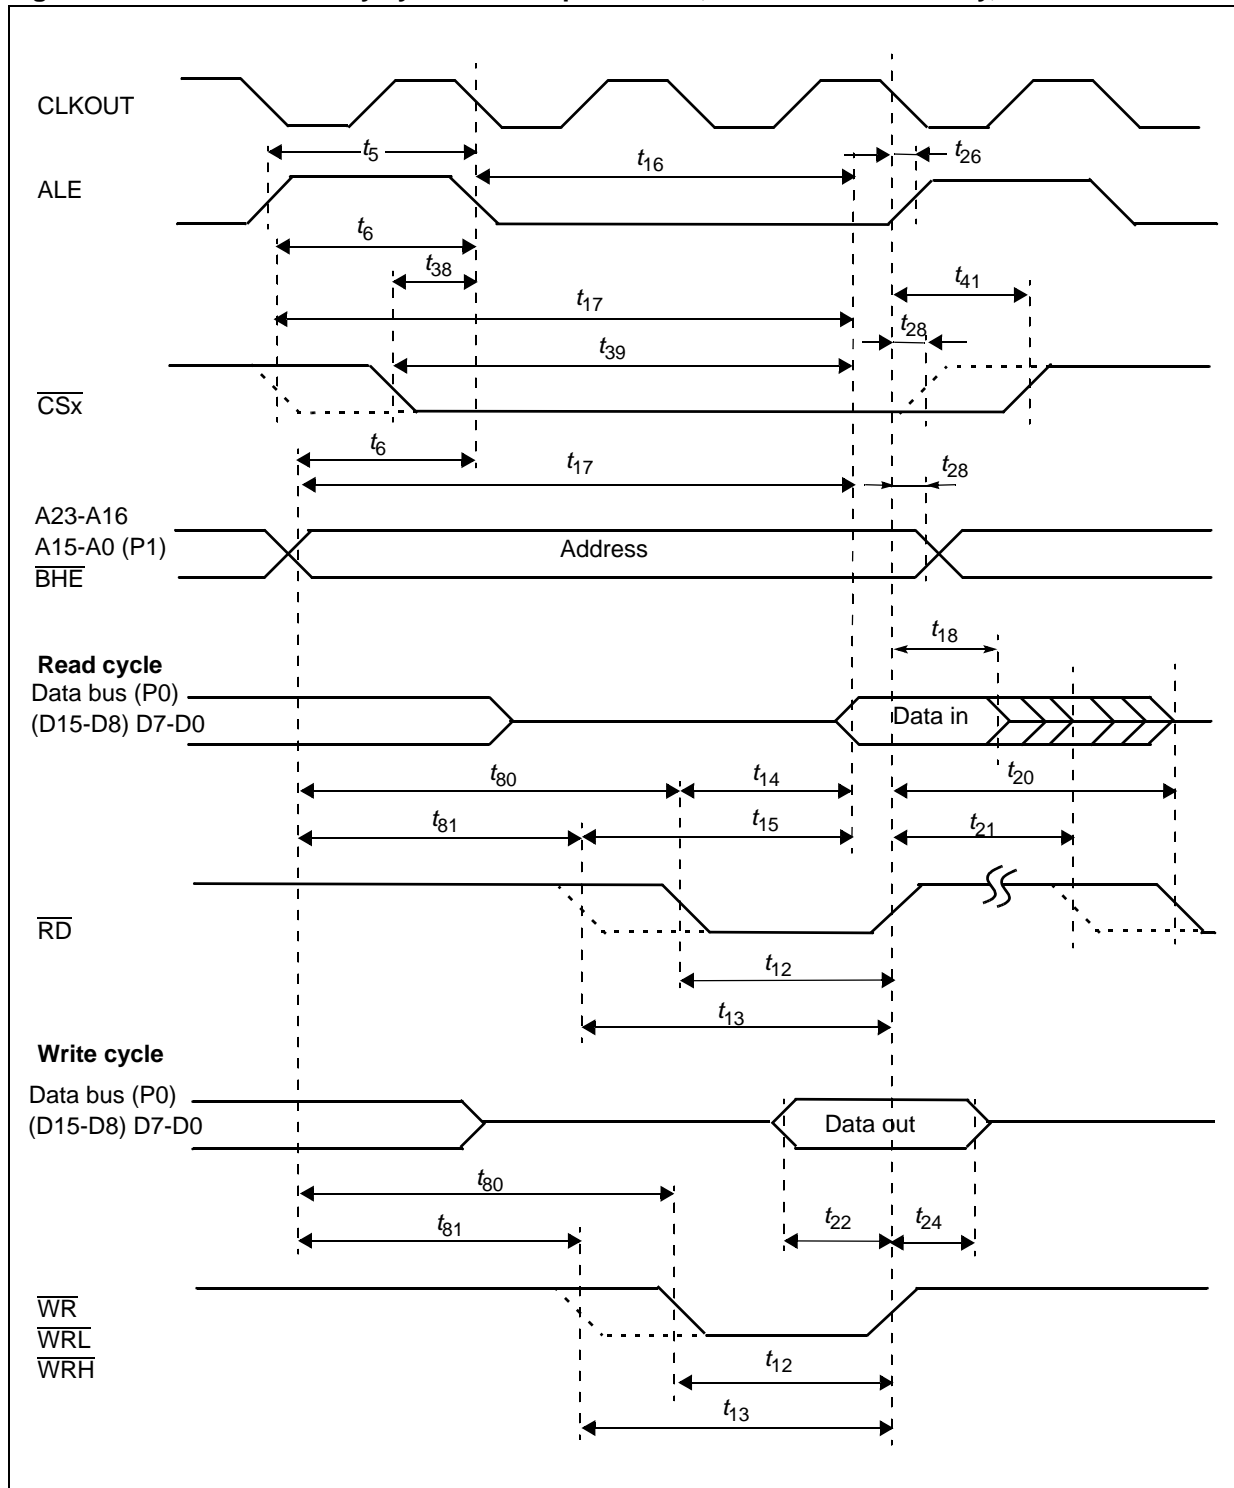 CLKOUT
t5
t16
t26
ALE
t6
t38
t41
t17
t28
t39
CSx
t6
t17
t28
A23-A16
A15-A0 (P1)
Address
BHE
t18
Read cycle
Data bus (P0)
Data in
(D15-D8) D7-D0
t80
t14
t20
t81
t15
t21
RD
t12
t13
Write cycle
Data bus (P0)
(D15-D8) D7-D0
Data out
t80
t81
t22
t24
WR
WRL
WRH
t12
t13